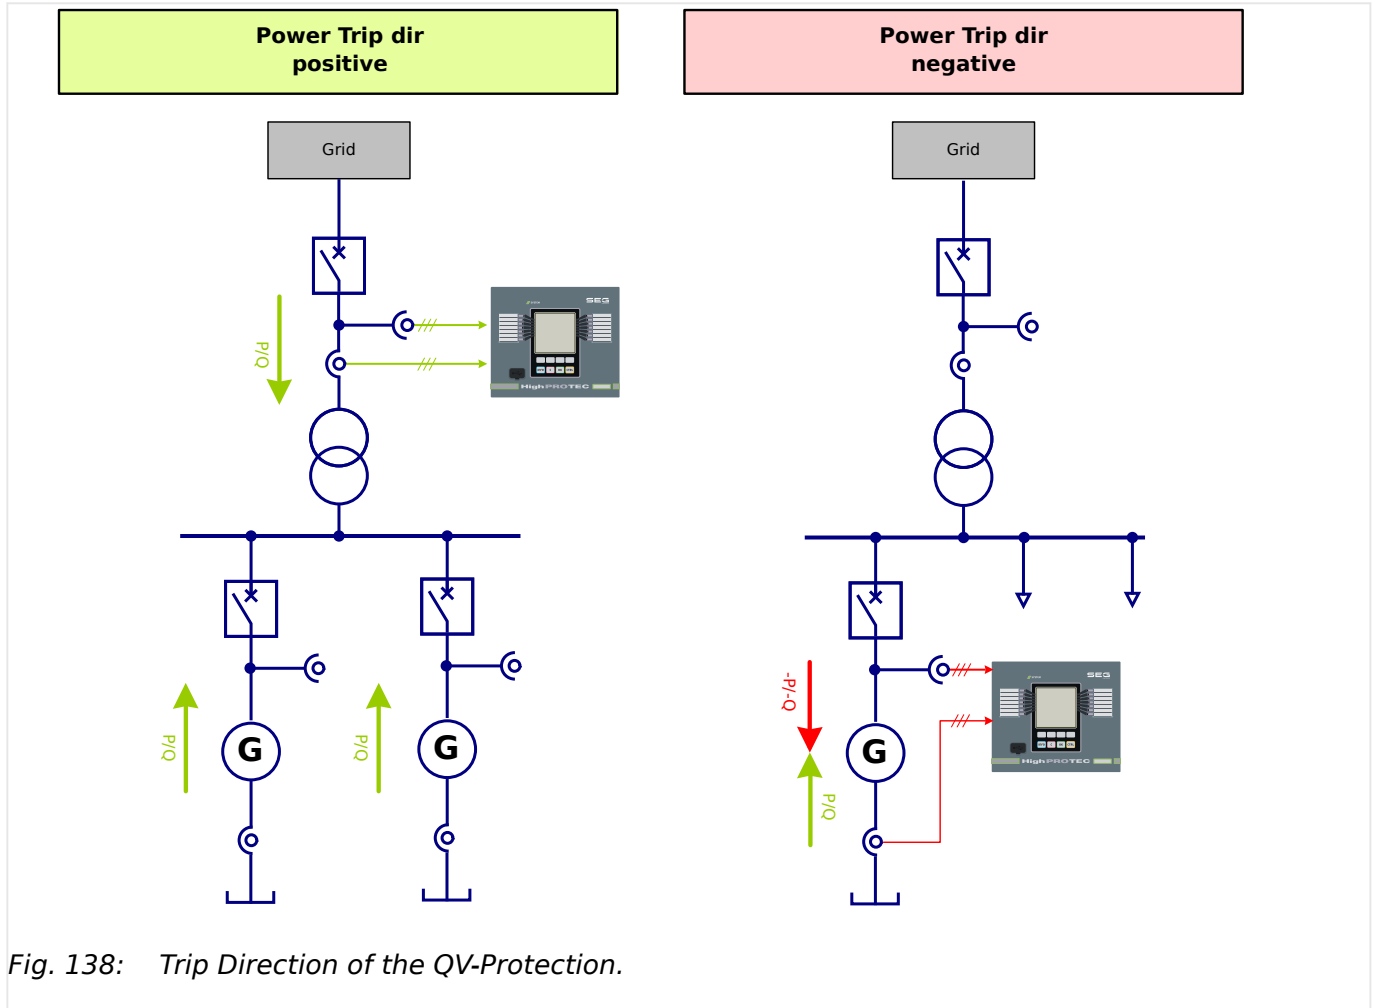 Power Trip dir
positive
Power Trip dir
negative
Grid
Grid
P/Q
SEG
HighPROTEC
P/Q
G
P/Q
G
-P/-Q
P/Q
G
SEG
HighPROTEC
Fig. 138: Trip Direction of the QV-Protection.